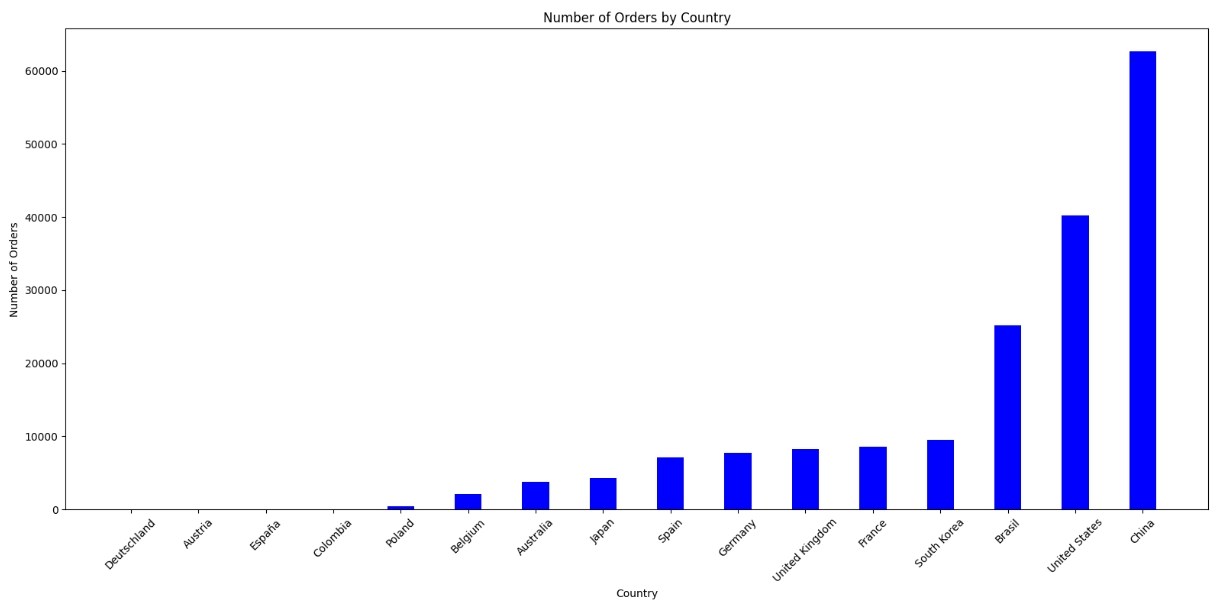 Number of Orders by Country
Number of Orders
60000
50000
40000
30000
20000
10000
0
Deutschland
Austria
España
Colombia
Poland
Belgium
Australia
Japan
Spain
Germany
United Kingdom
France
South Korea
Brasil
United States
China
Country